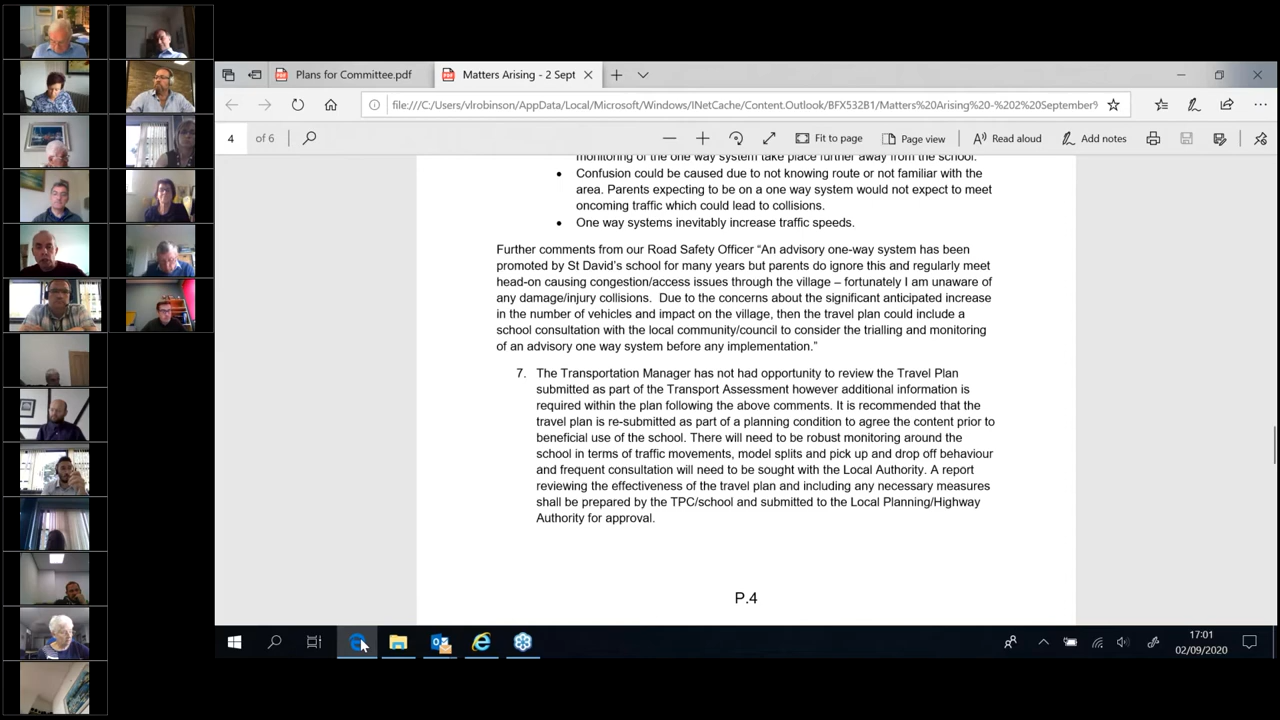 Plans for Committee.pdf
Matters Arising - 2 Sept
file:///C:/Users/vlrobinson/AppData/Local/Microsoft/Windows/INetCache/Content.Outlook/BFX532B1/Matters%20Arising%20-%202%20September%
4 of 6
Fit to page
Page view
Read aloud
Add notes
monitoring of the one way system take place further away from the school.
• Confusion could be caused due to not knowing route or not familiar with the
area. Parents expecting to be on a one way system would not expect to meet
oncoming traffic which could lead to collisions.
• One way systems inevitably increase traffic speeds.
Further comments from our Road Safety Officer “An advisory one-way system has been
promoted by St David’s school for many years but parents do ignore this and regularly meet
head-on causing congestion/access issues through the village – fortunately I am unaware of
any damage/injury collisions. Due to the concerns about the significant anticipated increase
in the number of vehicles and impact on the village, then the travel plan could include a
school consultation with the local community/council to consider the trialling and monitoring
of an advisory one way system before any implementation.”
7. The Transportation Manager has not had opportunity to review the Travel Plan
submitted as part of the Transport Assessment however additional information is
required within the plan following the above comments. It is recommended that the
travel plan is re-submitted as part of a planning condition to agree the content prior to
beneficial use of the school. There will need to be robust monitoring around the
school in terms of traffic movements, model splits and pick up and drop off behaviour
and frequent consultation will need to be sought with the Local Authority. A report
reviewing the effectiveness of the travel plan and including any necessary measures
shall be prepared by the TPC/school and submitted to the Local Planning/Highway
Authority for approval.
P.4
17:01
02/09/2020